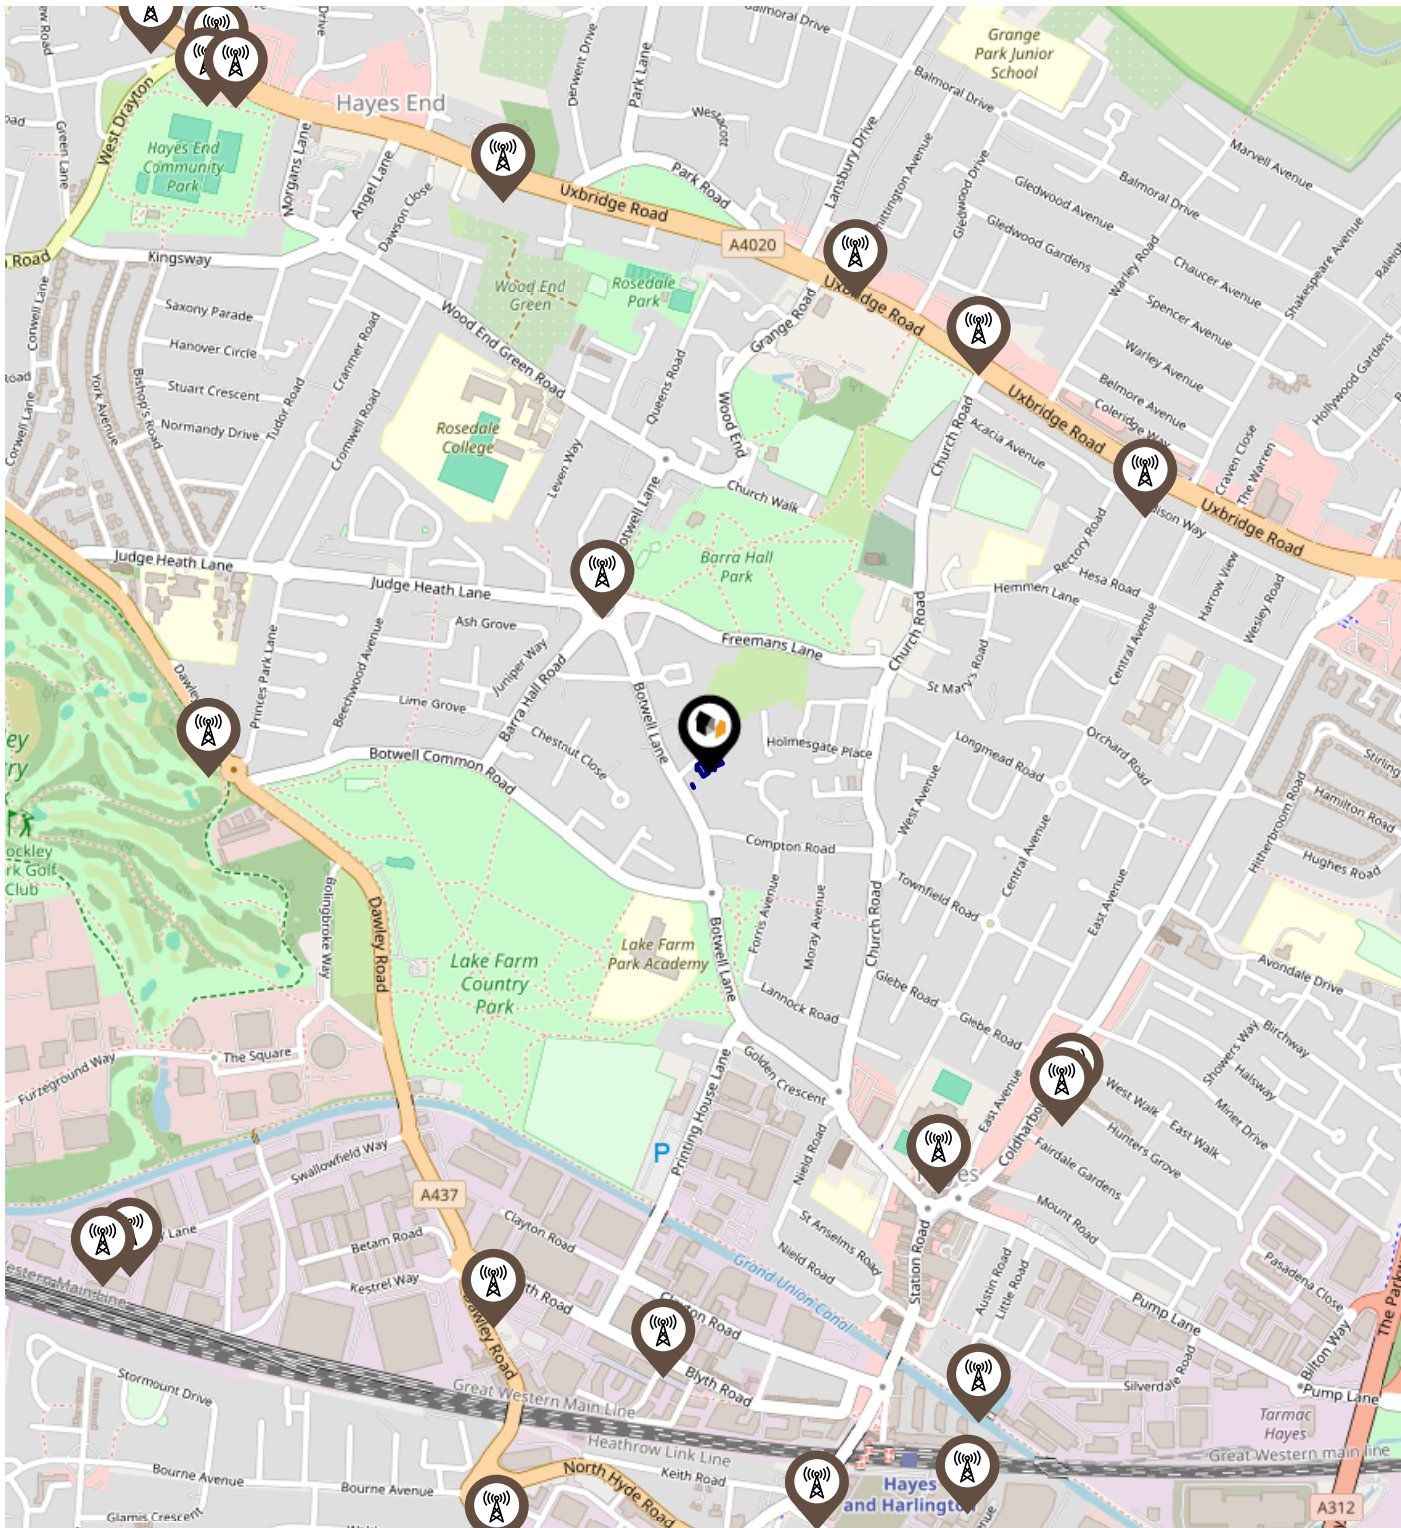 Balmoral Drive
Grange
Park Junior
School
Derwent Drive
Park Lane
Hayes End
Balmoral Drive
Westacott
Lansbury Drive
West Drayton
Green Lane
Hayes End
Community
Park
Morgans Lane
Angel Lane
Dawson Close
Uxbridge Road
Park Road
A4020
Gledwood Drive
Gledwood Avenue
Gledwood Gardens
Balmoral Drive
Marvell Avenue
Shakespeare Avenue
Warley Road
Chaucer Avenue
Spencer Avenue
Warley Avenue
Belmore Avenue
Coleridge Way
Hollywood Gardens
Kingsway
Corwell Lane
Saxony Parade
Hanover Circle
Stuart Crescent
Normandy Drive
York Avenue
Bishop's Road
Tudor Road
Cranmer Road
Cromwell Road
Corwell Lane
Wood End
Green
Rosedale
Park
Wood End Green Road
Queens Road
Grange Road
Uxbridge Road
Wood End
Rosedale
College
Leven Way
Church Road
Acacia Avenue
Uxbridge Road
Craven Close
The Warren
Uxbridge Road
Church Walk
Barra Hall
Park
Rectory Road
Hesa Road
Hemmen Lane
Harrow View
Wesley Road
Judge Heath Lane
Judge Heath Lane
Ash Grove
Juniper Way
Barra Hall Road
Freemans Lane
Church Road
St Mary's Road
Central Avenue
Princes Park Lane
Beechwood Avenue
Lime Grove
Chestnut Close
Botwell Lane
Holmesgate Place
Longmead Road
Orchard Road
Stirling
Hamilton Road
Hughes Road
Hitherbroom Road
Botwell Common Road
West Avenue
Central Avenue
East Avenue
Compton Road
Townfield Road
Forris Avenue
Moray Avenue
Church Road
Bolingbroke Way
Dawley Road
Lake Farm
Country
Park
Lake Farm
Park Academy
Botwell Lane
Lannock Road
Glebe Road
Glebe Road
Avondale Drive
Birchway
Showers Way
Halsway
Minet Drive
Furzeground Way
The Square
Golden Crescent
Printing House Lane
East Avenue
West Walk
East Walk
Hunters Grove
Fairdale Gardens
Swallowfield Way
P
Nield Road
Mount Road
A437
Clayton Road
Betam Road
Kestrel Way
St Anselms Road
Nield Road
Grand Union Canal
Station Road
Austin Road
Little Road
Pasadena Close
Pump Lane
Bilton Way
Silverdale Road
Pump Lane
Blyth Road
Stormount Drive
Great Western Main Line
Heathrow Link Line
Keith Road
Tarmac
Hayes
Great Western main line
Bourne Avenue
Bourne Avenue
North Hyde Road
Hayes
and Harlington
Glamis Crescent
A312